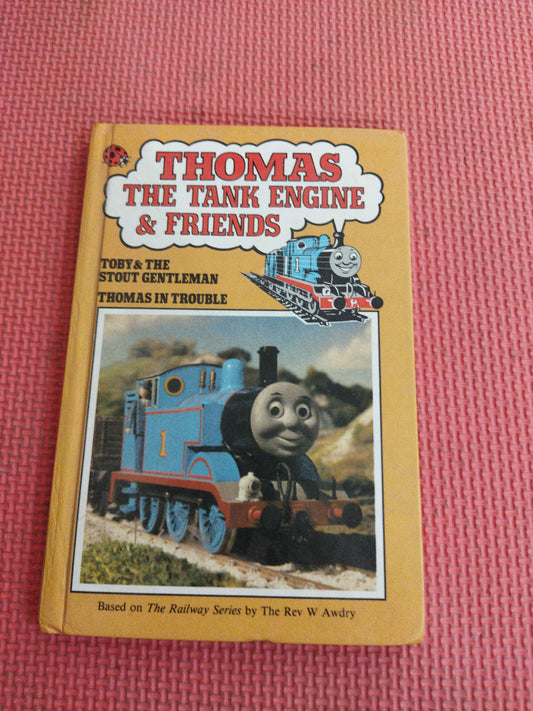 THOMAS
THE TANK ENGINE
& FRIENDS
TOBY & THE
STOUT GENTLEMAN
THOMAS IN TROUBLE
1
1
Based on The Railway Series by The Rev W Awdry